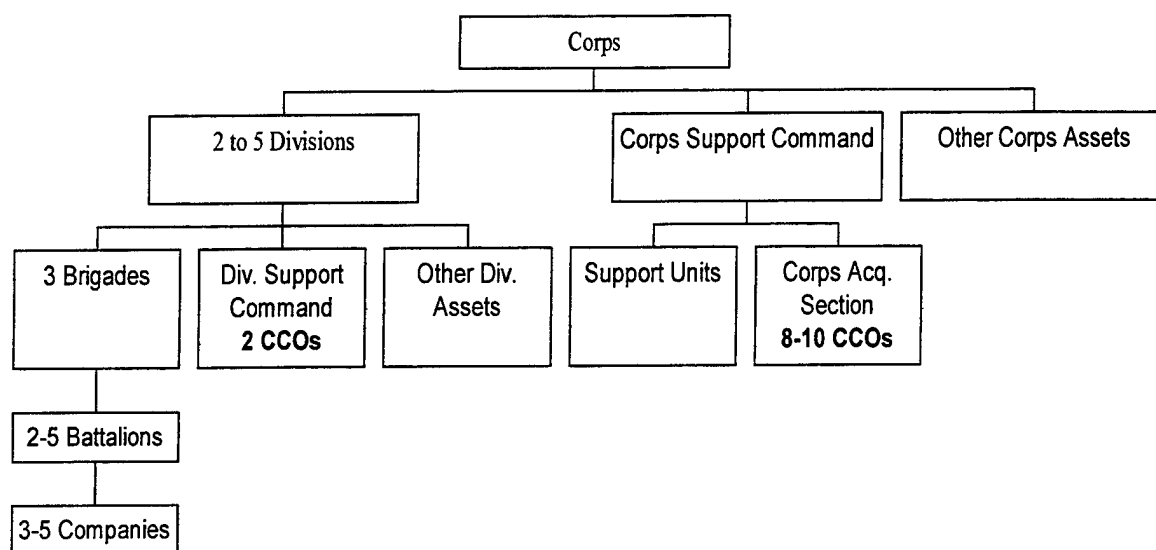 Corps
2 to 5 Divisions
Corps Support Command
Other Corps Assets
3 Brigades
Div. Support
Command
2 CCOs
Other Div.
Assets
Support Units
Corps Acq.
Section
8-10 CCOs
2-5 Battalions
3-5 Companies